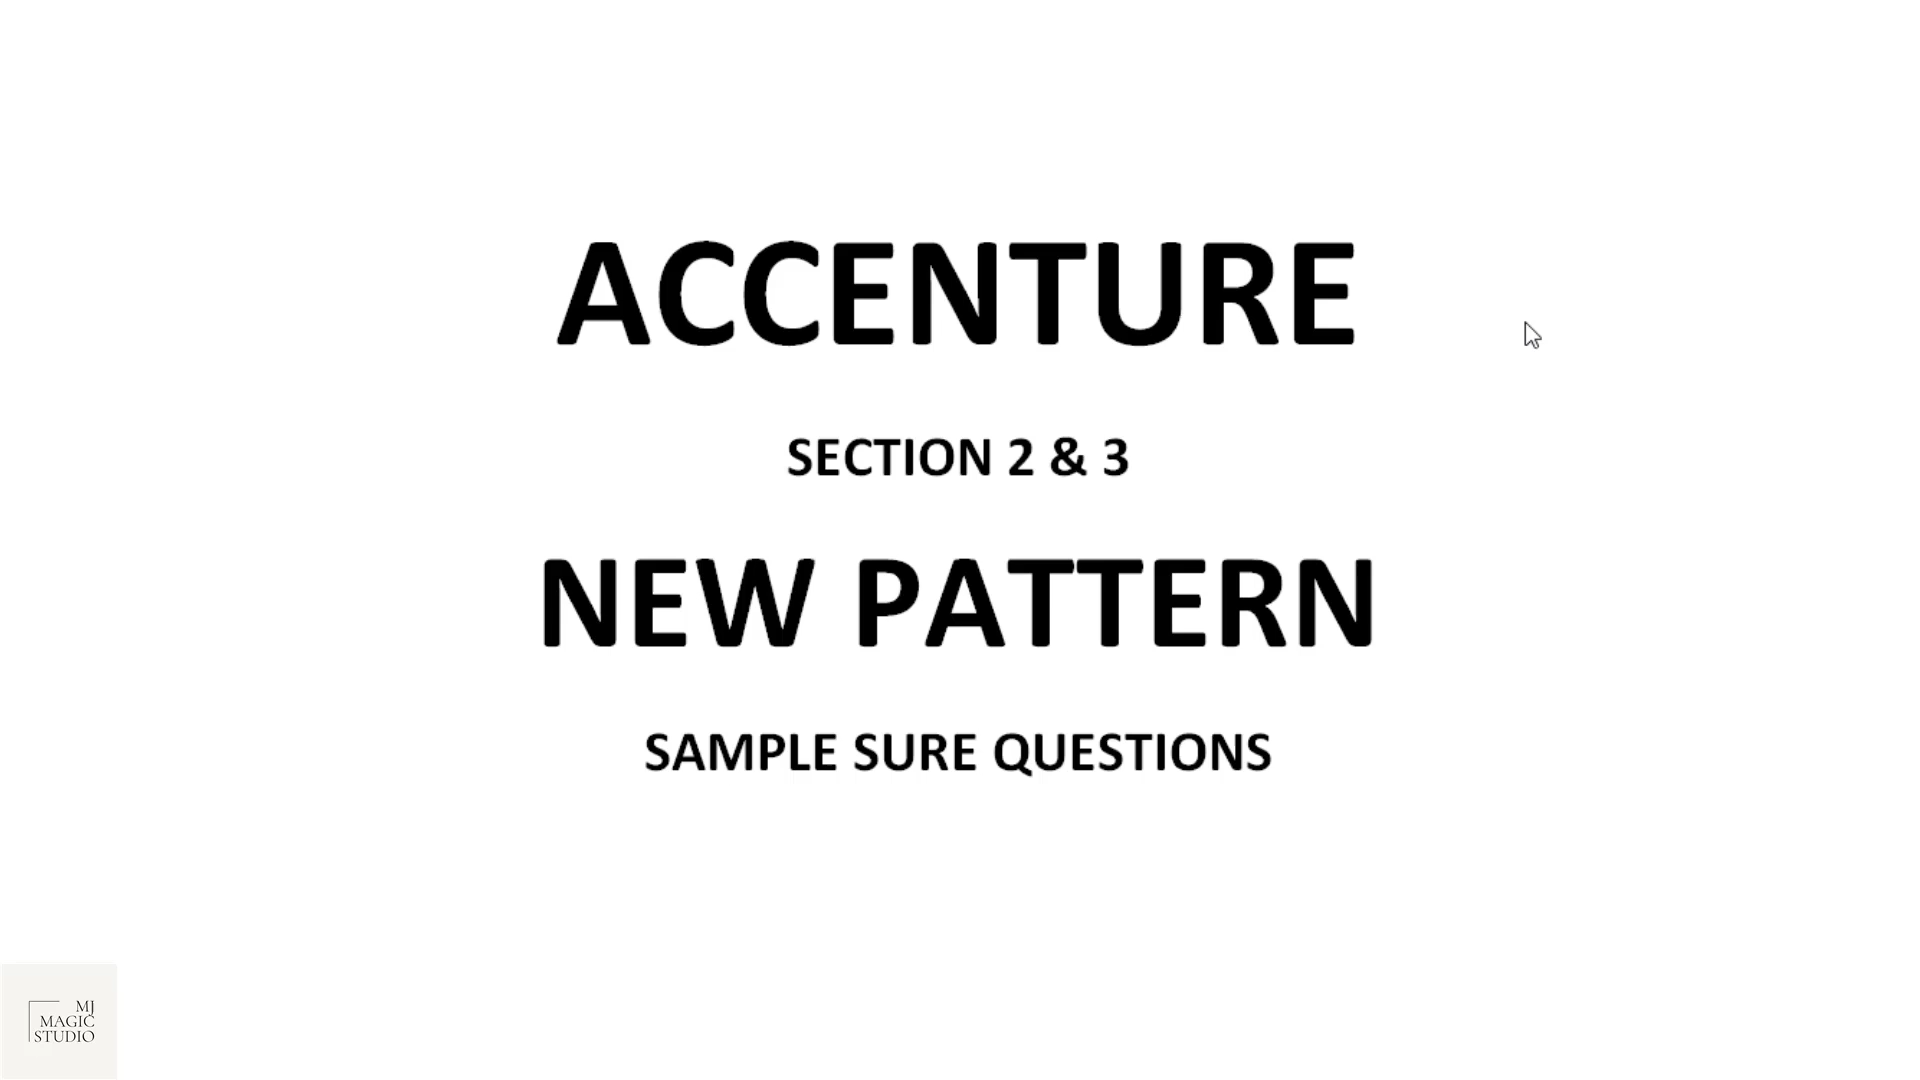 ACCENTURE
SECTION 2 & 3
NEW PATTERN
SAMPLE SURE QUESTIONS
MJ
MAGIC
STUDIO